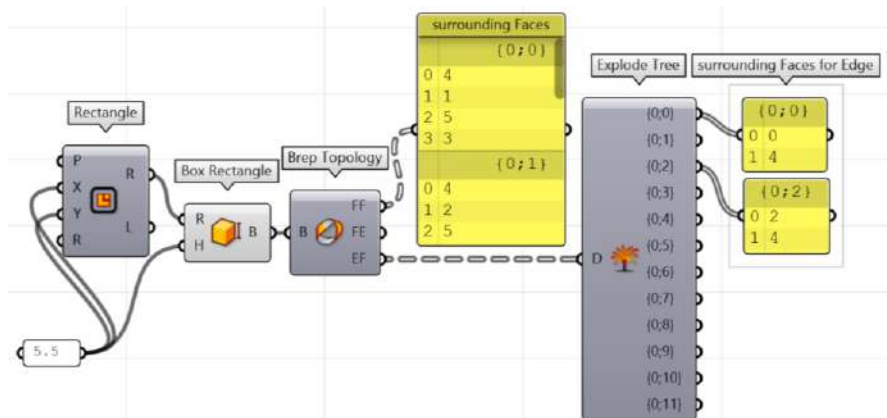 surrounding Faces
{0;0}
0 4
1 1
2 5
3 3
{0;1}
0 4
1 2
2 5
Explode Tree
surrounding Faces for Edge
{0;0}
{0;1}
{0;2}
{0;3}
{0;4}
{0;5}
{0;6}
{0;7}
{0;8}
{0;9}
{0;10}
{0;11}
D
{0;0}
0 0
1 4
{0;2}
0 2
1 4
Rectangle
P
X
Y
R
R
L
Box Rectangle
R
H
B
Brep Topology
B
FF
FE
EF
5.5